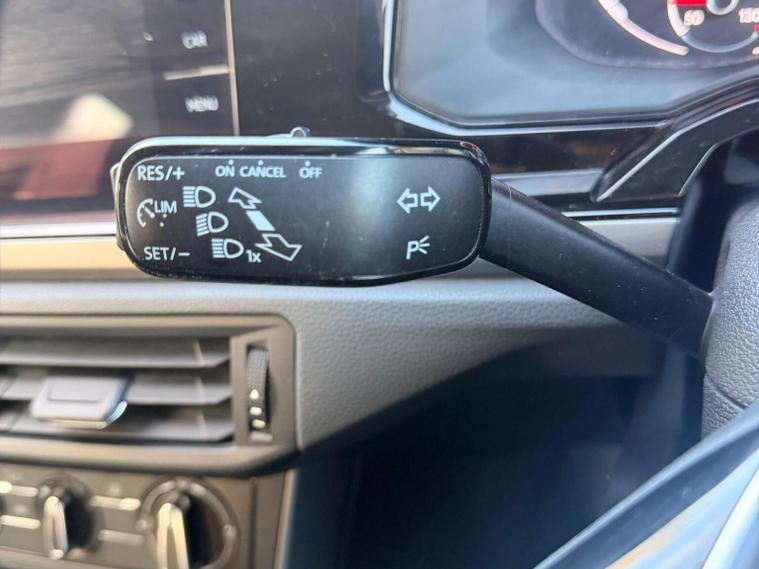 CAR
MENU
50 130
RES/+ ON CANCEL OFF
LIM
SET/− 1x
P